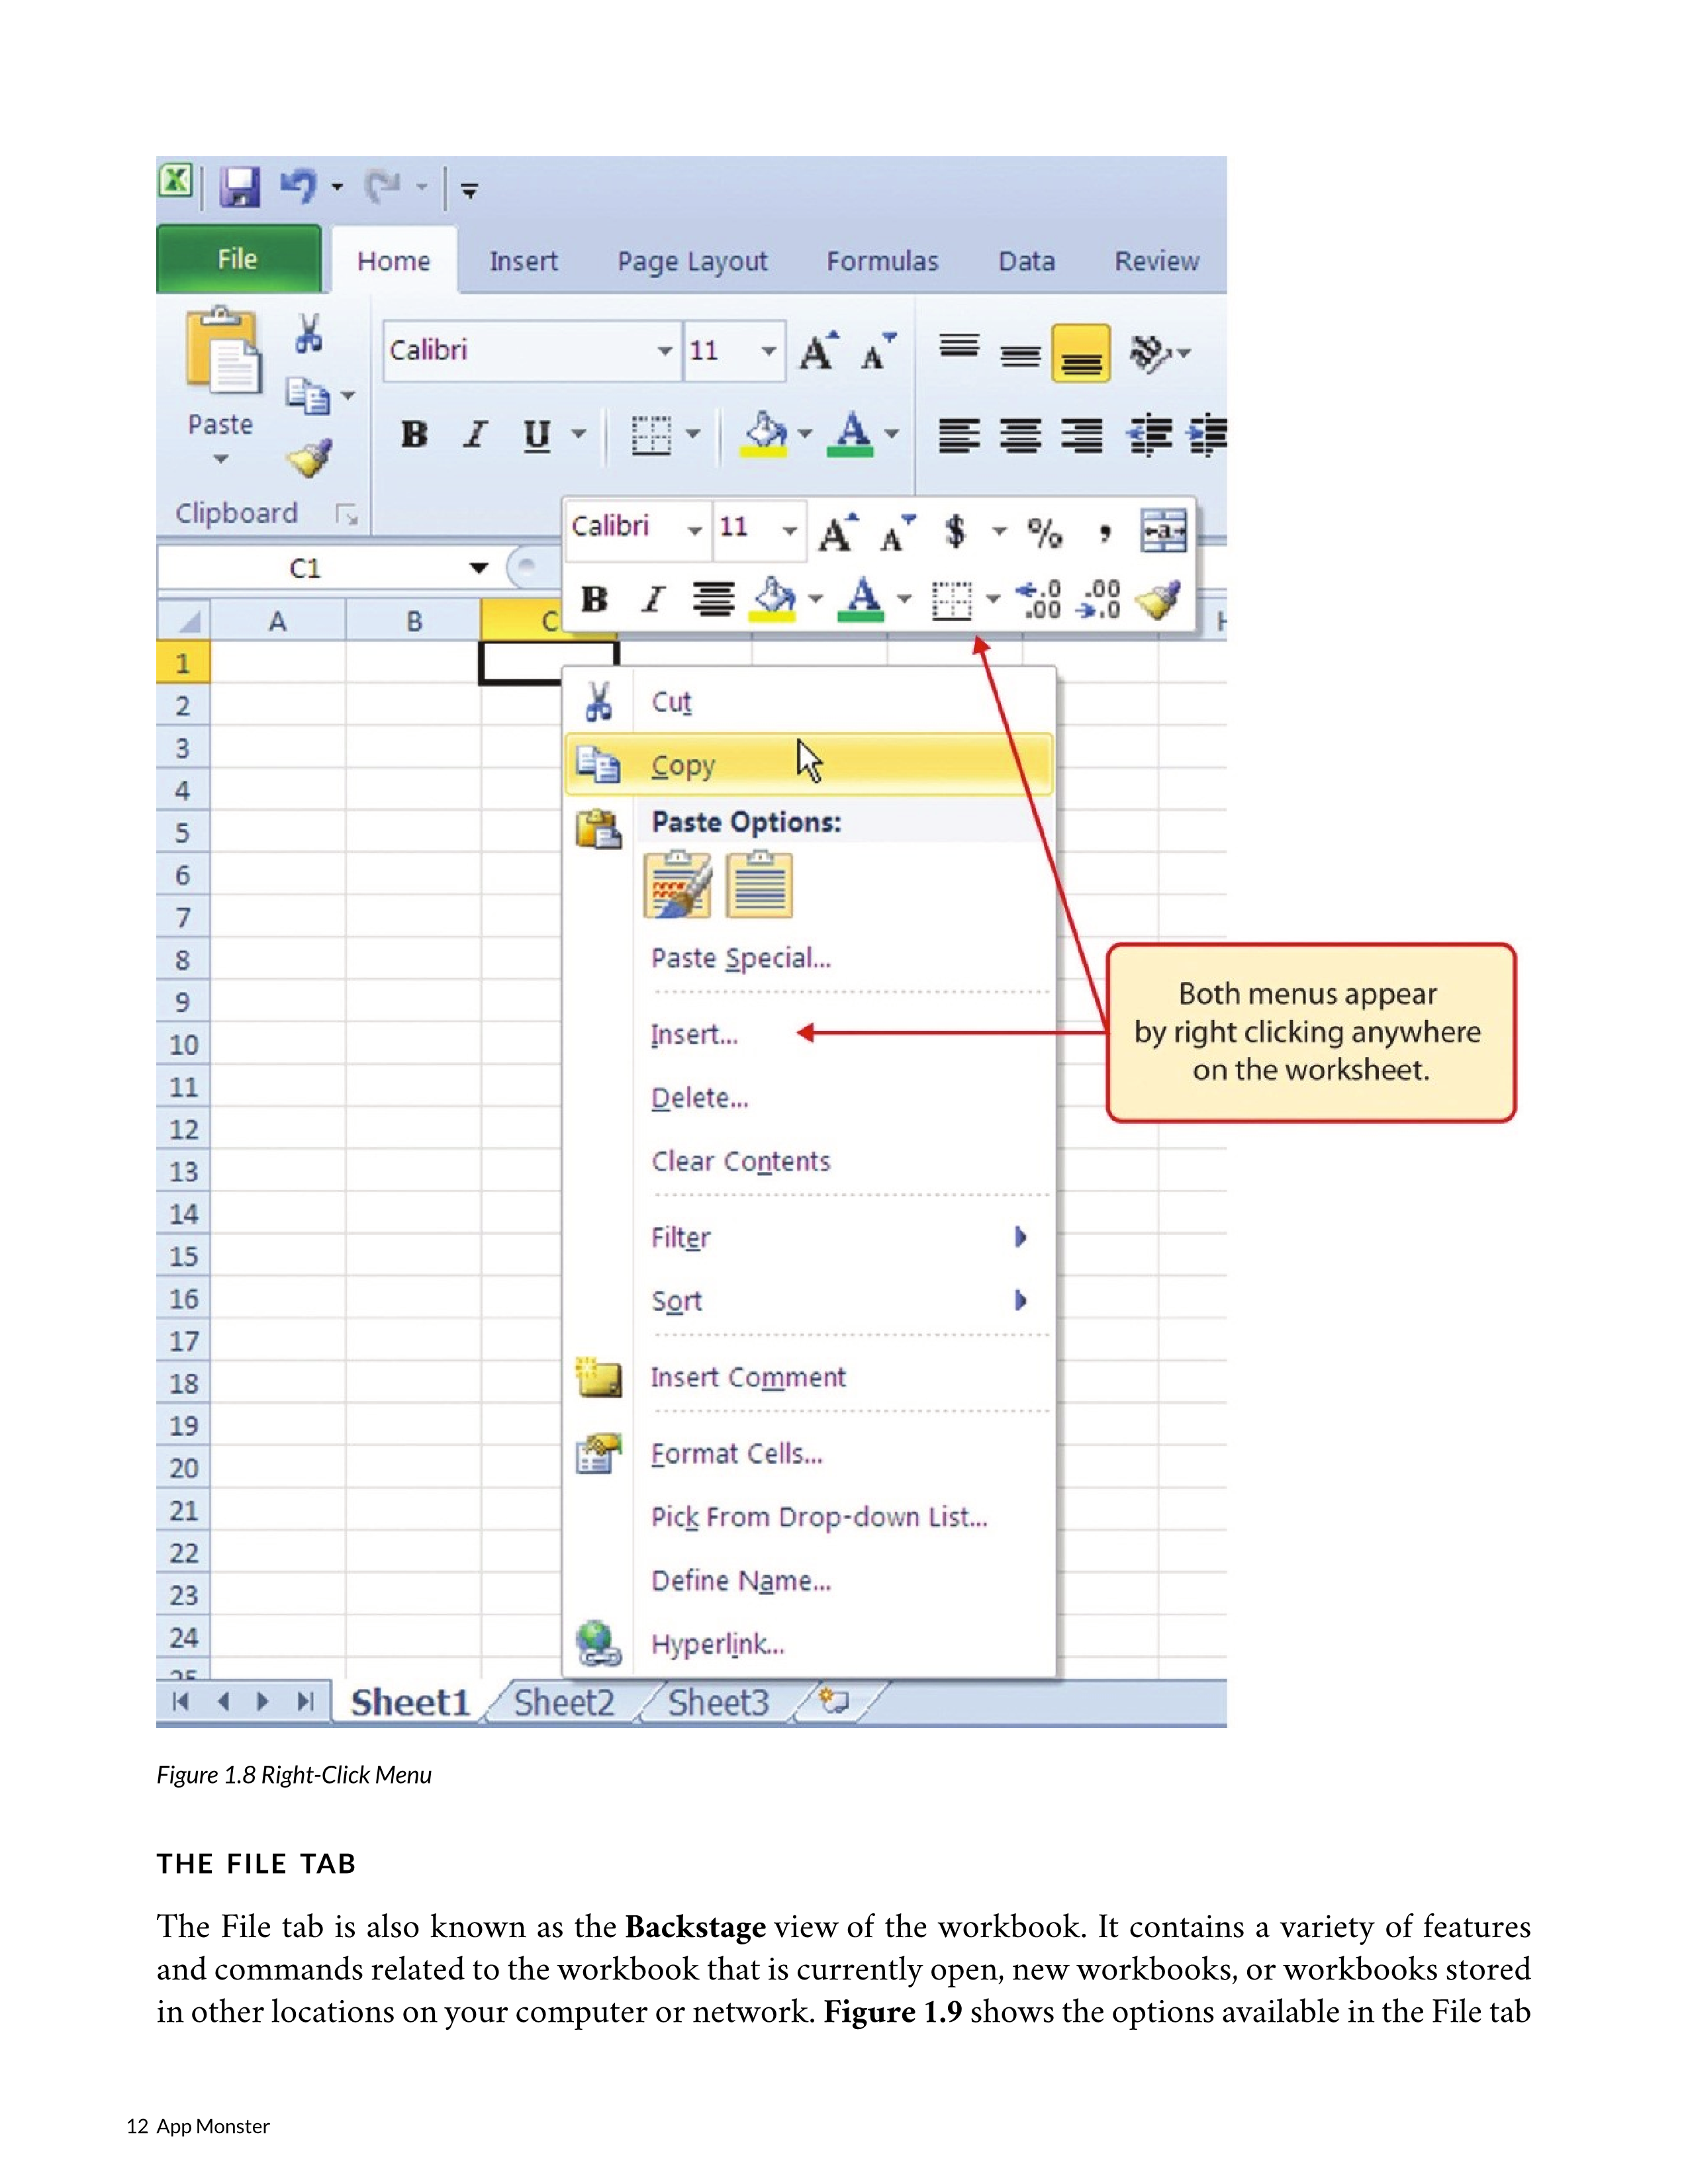 File Home Insert Page Layout Formulas Data Review
Calibri 11
Paste
B I U
Clipboard
Calibri 11 $ % ,
C1
B I
A B C H
1
2
3
4
5
6
7
8
9
10
11
12
13
14
15
16
17
18
19
20
21
22
23
24
25
Cut
Copy
Paste Options:
Paste Special...
Insert...
Delete...
Clear Contents
Filter
Sort
Insert Comment
Format Cells...
Pick From Drop-down List...
Define Name...
Hyperlink...
Both menus appear
by right clicking anywhere
on the worksheet.
Sheet1 Sheet2 Sheet3
Figure 1.8 Right-Click Menu
THE FILE TAB
The File tab is also known as the Backstage view of the workbook. It contains a variety of features
and commands related to the workbook that is currently open, new workbooks, or workbooks stored
in other locations on your computer or network. Figure 1.9 shows the options available in the File tab
12 App Monster